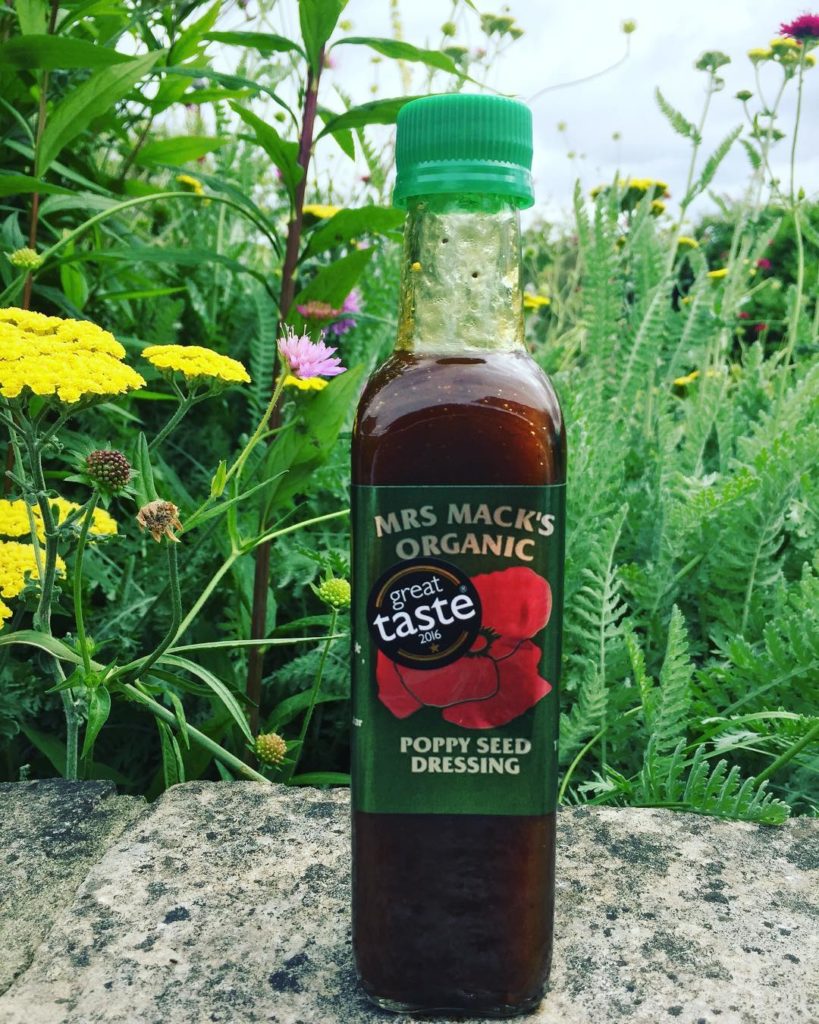 MRS MACK'S
ORGANIC
great
taste®
2016
POPPY SEED
DRESSING